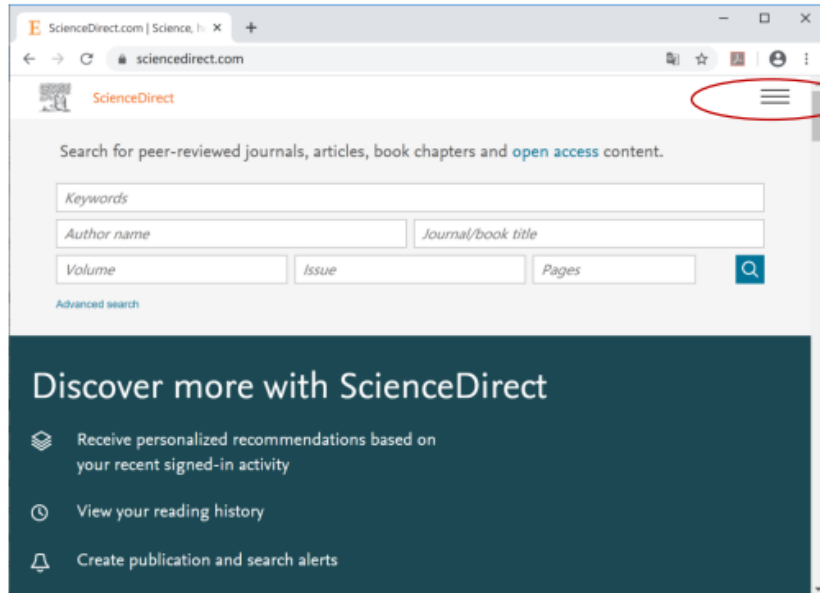 ScienceDirect.com | Science, h
sciencedirect.com
ScienceDirect
Search for peer-reviewed journals, articles, book chapters and open access content.
Keywords
Author name Journal/book title
Volume Issue Pages
Advanced search
Discover more with ScienceDirect
Receive personalized recommendations based on
your recent signed-in activity
View your reading history
Create publication and search alerts